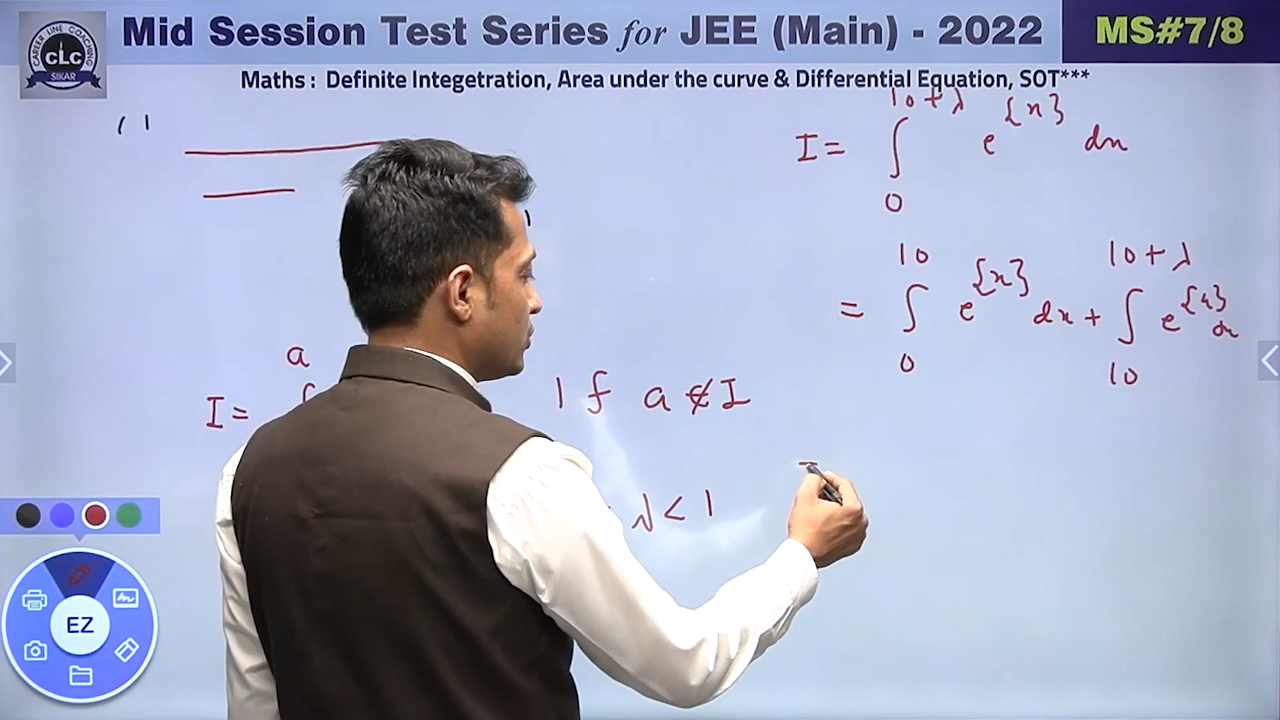 Mid Session Test Series for JEE (Main) - 2022
MS#7/8
CAREER LINE COACHING
CLC
SIKAR
Maths : Definite Integetration, Area under the curve & Differential Equation, SOT***
I = ∫₀^{10+λ} e^{{x}} dx
= ∫₀^{10} e^{{x}} dx + ∫₁₀^{10+λ} e^{{x}} dx
a
I =
If a ∉ I
λ < 1
EZ